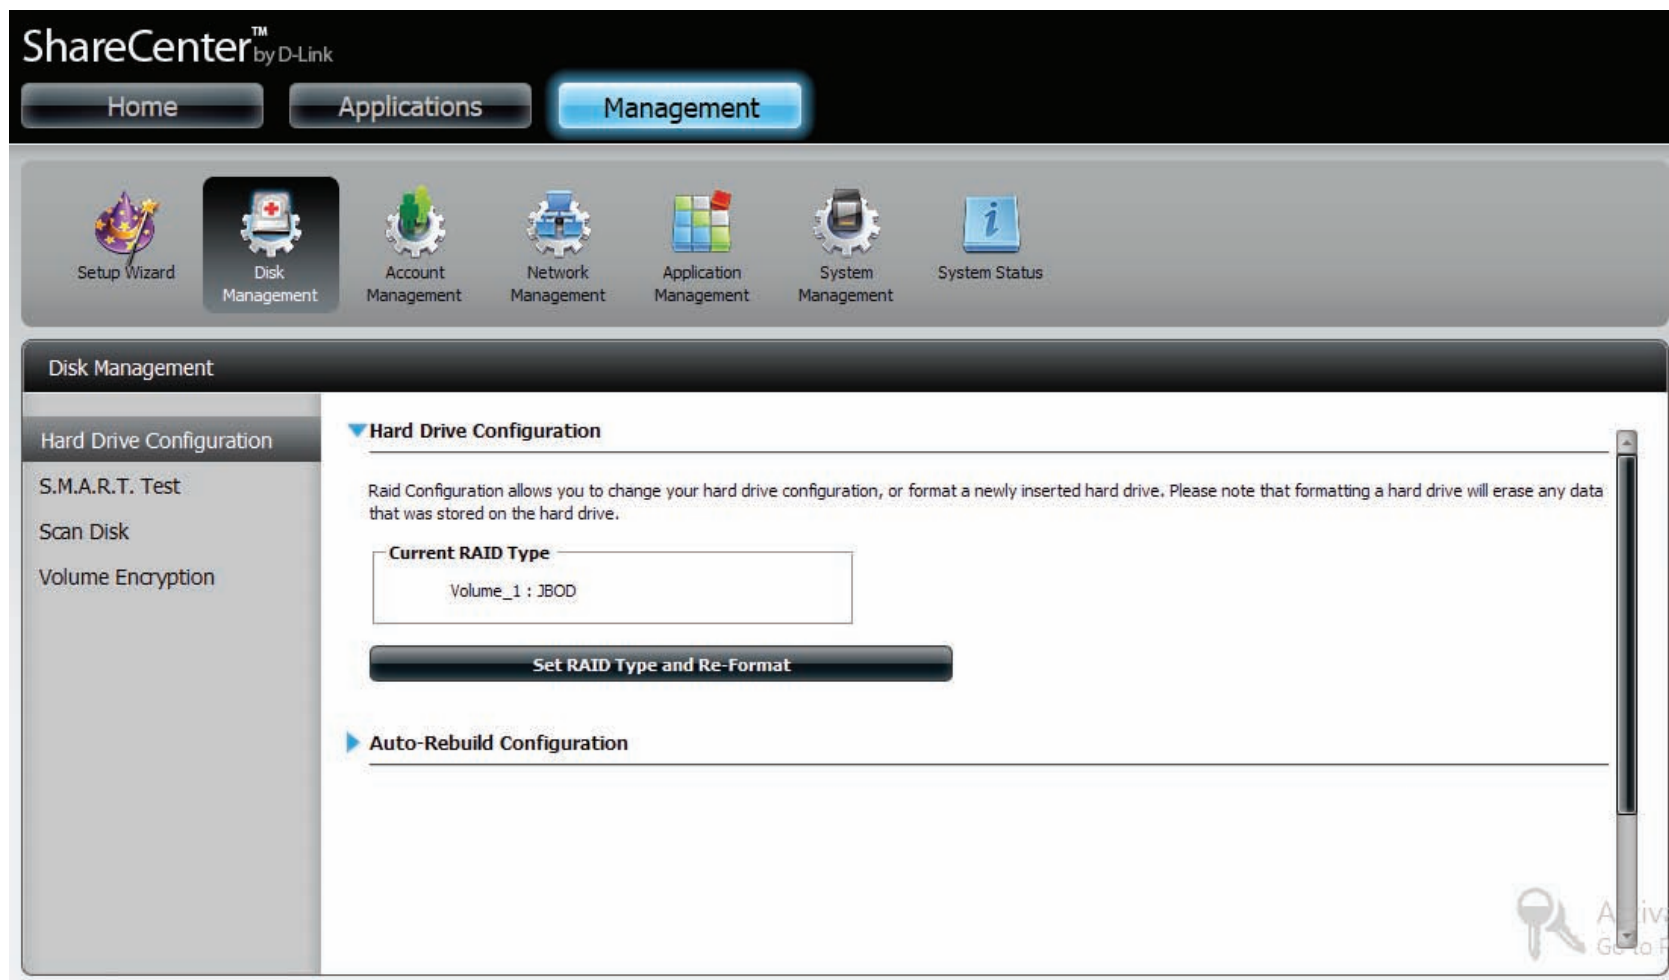 ShareCenter™ by D-Link
Home Applications Management
Setup Wizard
Disk Management
Account Management
Network Management
Application Management
System Management
System Status
Disk Management
Hard Drive Configuration
S.M.A.R.T. Test
Scan Disk
Volume Encryption
Hard Drive Configuration
Raid Configuration allows you to change your hard drive configuration, or format a newly inserted hard drive. Please note that formatting a hard drive will erase any data
that was stored on the hard drive.
Current RAID Type
Volume_1 : JBOD
Set RAID Type and Re-Format
Auto-Rebuild Configuration
Go to